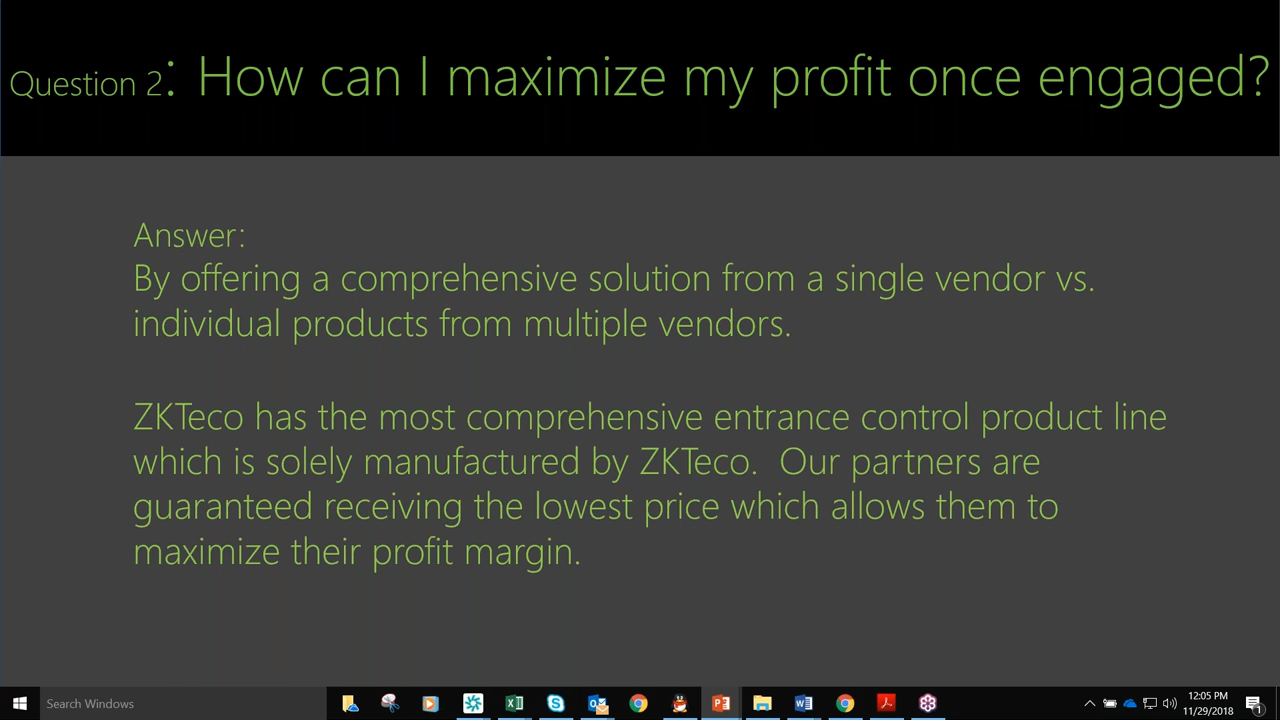 Question 2: How can I maximize my profit once engaged?
Answer:
By offering a comprehensive solution from a single vendor vs.
individual products from multiple vendors.
ZKTeco has the most comprehensive entrance control product line
which is solely manufactured by ZKTeco.  Our partners are
guaranteed receiving the lowest price which allows them to
maximize their profit margin.
Search Windows
12:05 PM
11/29/2018
1